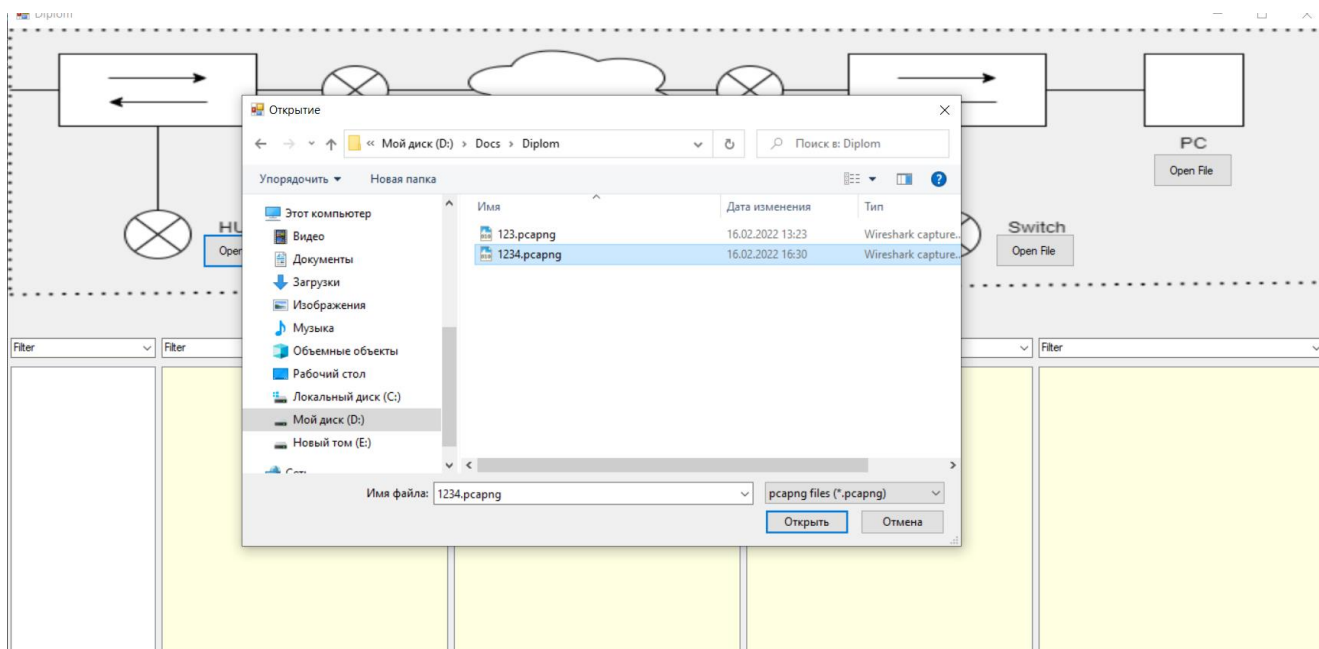 Diplom
Открытие
« Мой диск (D:) > Docs > Diplom
Поиск в: Diplom
PC
Open File
Упорядочить
Новая папка
Этот компьютер
Видео
Документы
Загрузки
Изображения
Музыка
Объемные объекты
Рабочий стол
Локальный диск (C:)
Мой диск (D:)
Новый том (E:)
Имя
Дата изменения
Тип
123.pcapng
16.02.2022 13:23
Wireshark capture...
1234.pcapng
16.02.2022 16:30
Wireshark capture...
HU
Open
Switch
Open File
Filter
Filter
Filter
Имя файла: 1234.pcapng
pcapng files (*.pcapng)
Открыть
Отмена